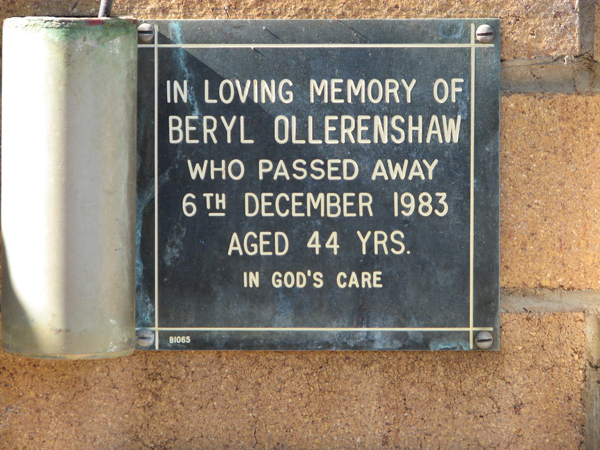 IN LOVING MEMORY OF
BERYL OLLERENSHAW
WHO PASSED AWAY
6TH DECEMBER 1983
AGED 44 YRS.
IN GOD'S CARE
81065